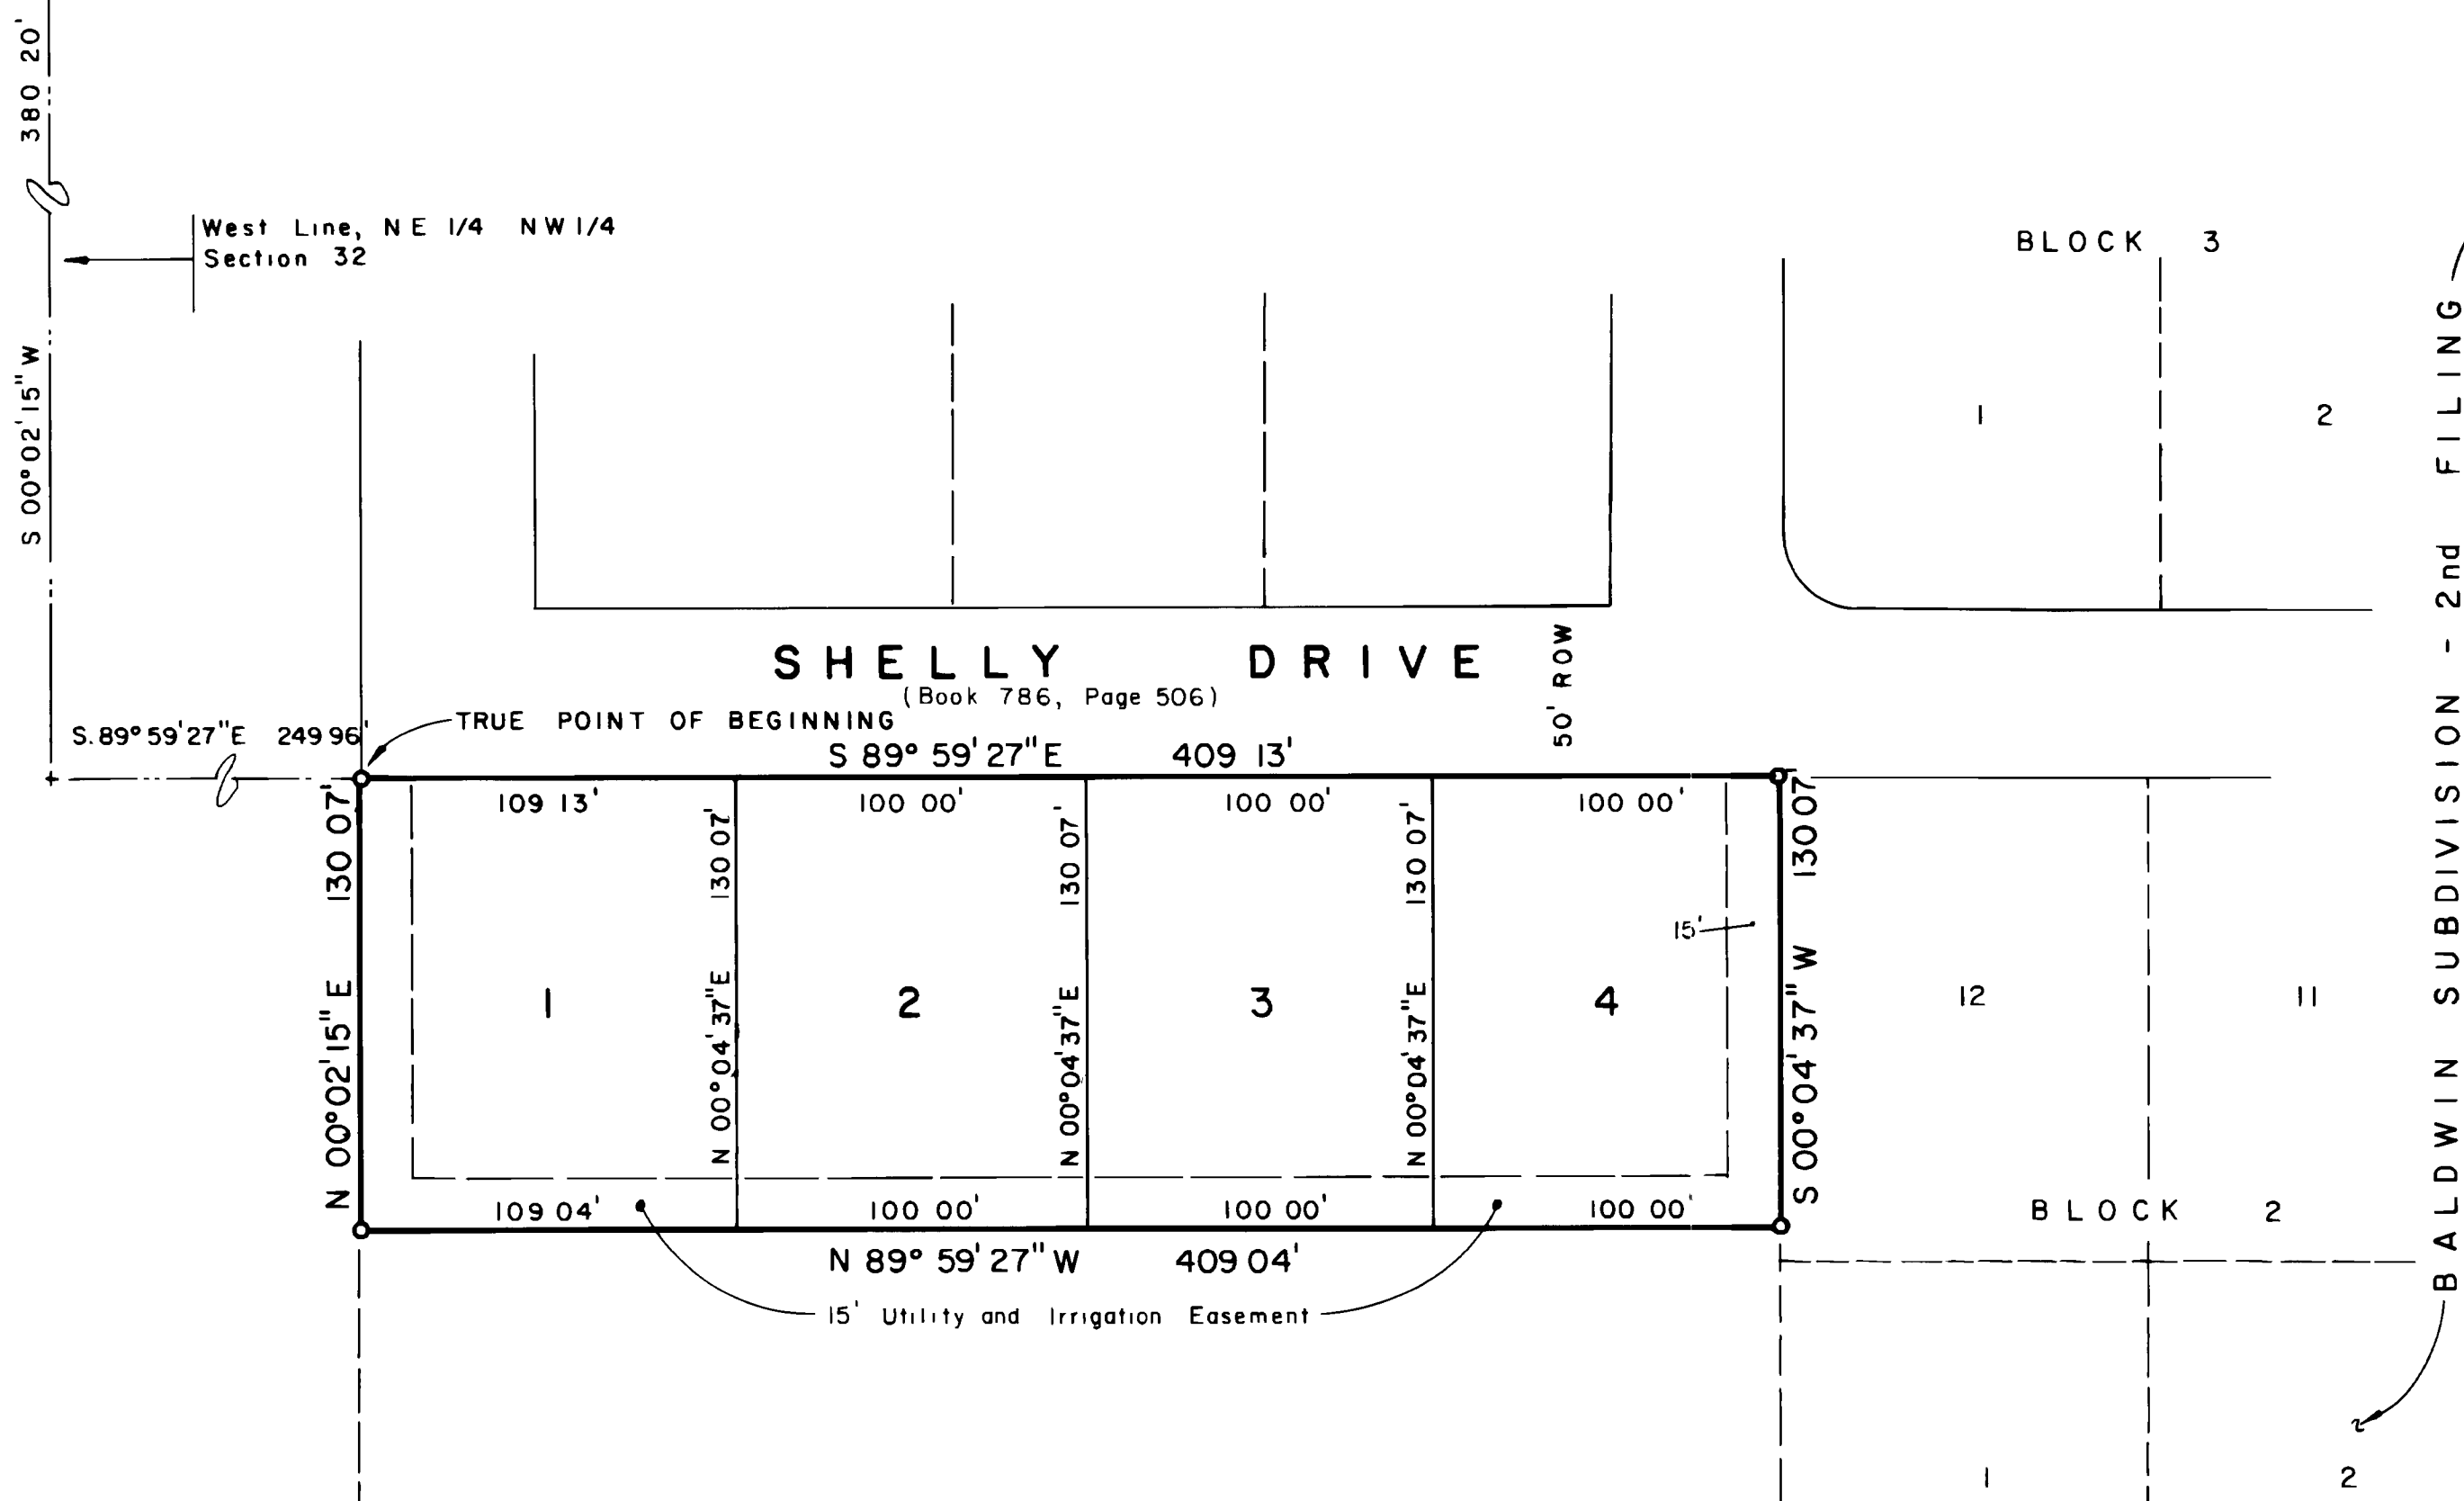 380 20'
S 00°02'15"W
West Line, NE 1/4 NW 1/4
Section 32
BLOCK 3
1
2
SHELLY DRIVE
(Book 786, Page 506)
50' ROW
TRUE POINT OF BEGINNING
S.89°59'27"E 249 96'
S 89°59'27"E 409 13'
109 13'
100 00'
100 00'
100 00'
130 07'
N 00°02'15"E
130 07'
N 00°04'37"E
130 07'
N 00°04'37"E
130 07'
N 00°04'37"E
130 07'
S 00°04'37"W
15'
1
2
3
4
12
11
109 04'
100 00'
100 00'
100 00'
BLOCK 2
N 89°59'27"W 409 04'
15' Utility and Irrigation Easement
1
2
BALDWIN SUBDIVISION - 2nd FILING